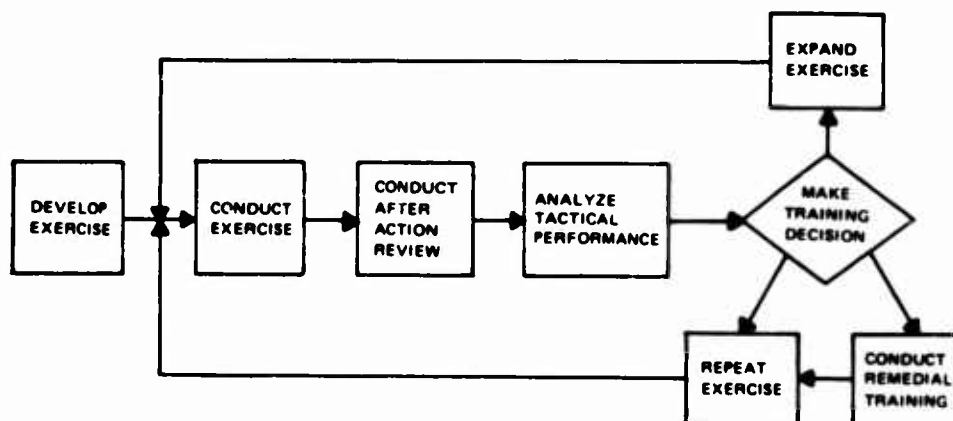 EXPAND
EXERCISE
DEVELOP
EXERCISE
CONDUCT
EXERCISE
CONDUCT
AFTER
ACTION
REVIEW
ANALYZE
TACTICAL
PERFORMANCE
MAKE
TRAINING
DECISION
REPEAT
EXERCISE
CONDUCT
REMEDIAL
TRAINING